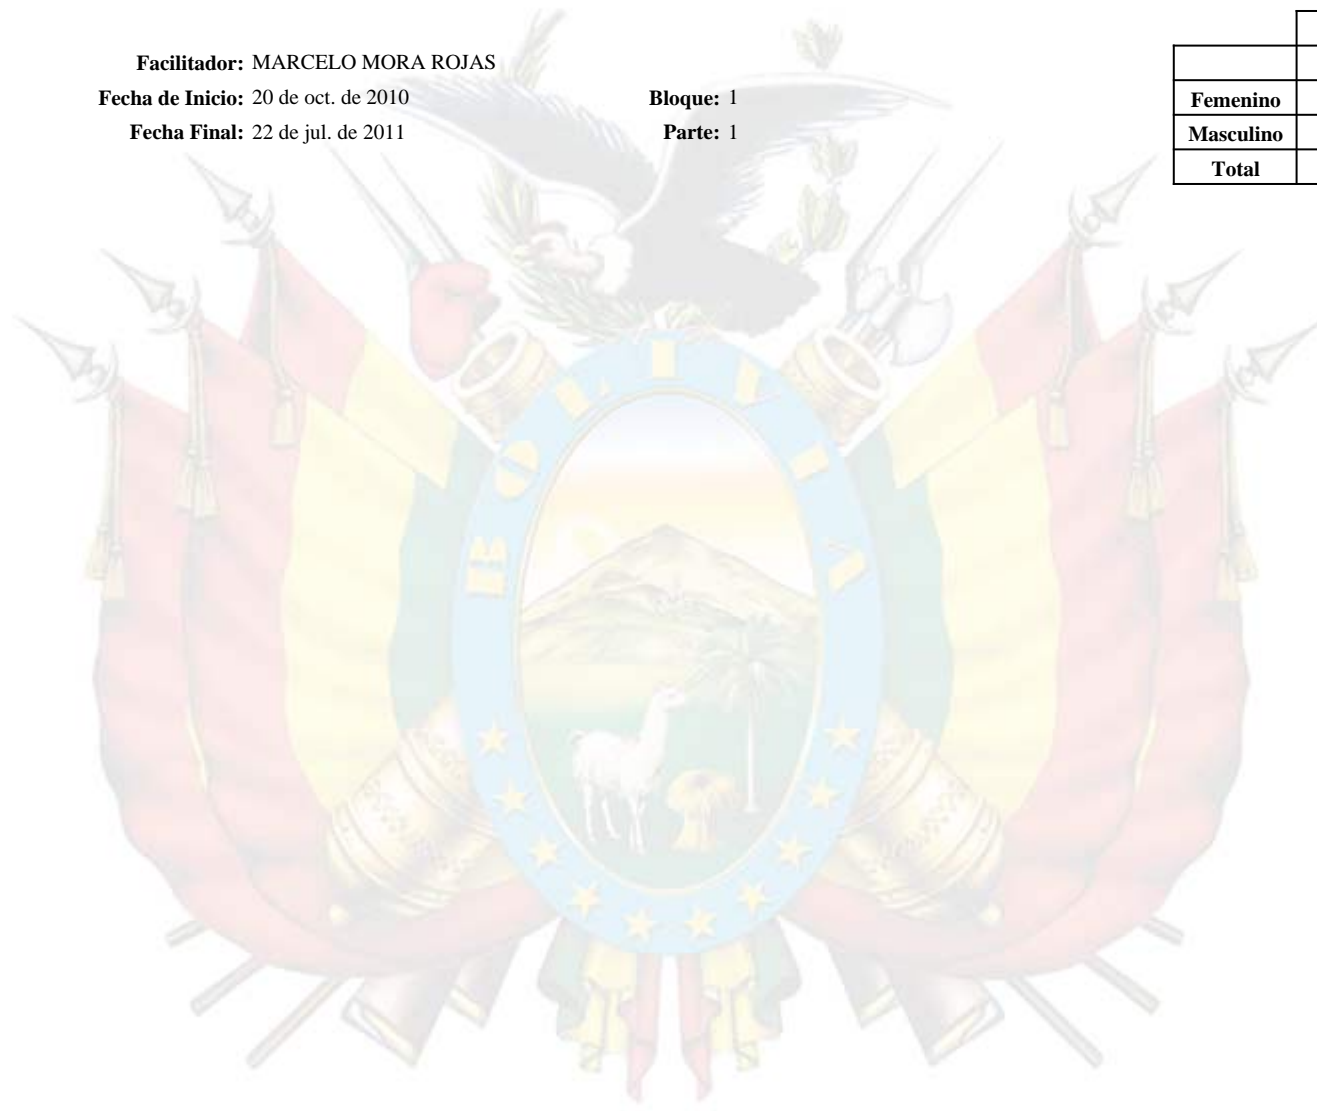 Facilitador: MARCELO MORA ROJAS
Fecha de Inicio: 20 de oct. de 2010 Bloque: 1
Fecha Final: 22 de jul. de 2011 Parte: 1
Femenino
Masculino
Total
BOLIVIA